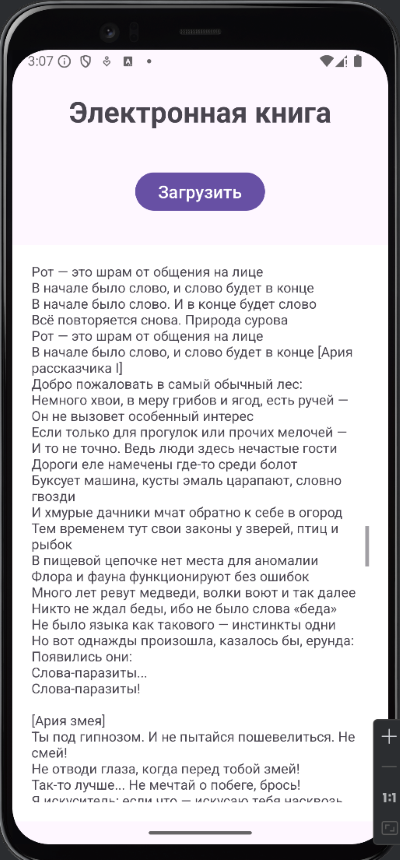 3:07
Электронная книга
Загрузить
Рот — это шрам от общения на лице
В начале было слово, и слово будет в конце
В начале было слово. И в конце будет слово
Всё повторяется снова. Природа сурова
Рот — это шрам от общения на лице
В начале было слово, и слово будет в конце [Ария
рассказчика I]
Добро пожаловать в самый обычный лес:
Немного хвои, в меру грибов и ягод, есть ручей —
Он не вызовет особенный интерес
Если только для прогулок или прочих мелочей —
И то не точно. Ведь люди здесь нечастые гости
Дороги еле намечены где-то среди болот
Буксует машина, кусты эмаль царапают, словно
гвозди
И хмурые дачники мчат обратно к себе в огород
Тем временем тут свои законы у зверей, птиц и
рыбок
В пищевой цепочке нет места для аномалии
Флора и фауна функционируют без ошибок
Много лет ревут медведи, волки воют и так далее
Никто не ждал беды, ибо не было слова «беда»
Не было языка как такового — инстинкты одни
Но вот однажды произошла, казалось бы, ерунда:
Появились они:
Слова-паразиты...
Слова-паразиты!
[Ария змея]
Ты под гипнозом. И не пытайся пошевелиться. Не
смей!
Не отводи глаза, когда перед тобой змей!
Так-то лучше... Не мечтай о побеге, брось!
Я искуситель: если что — искусаю тебя насквозь
1:1